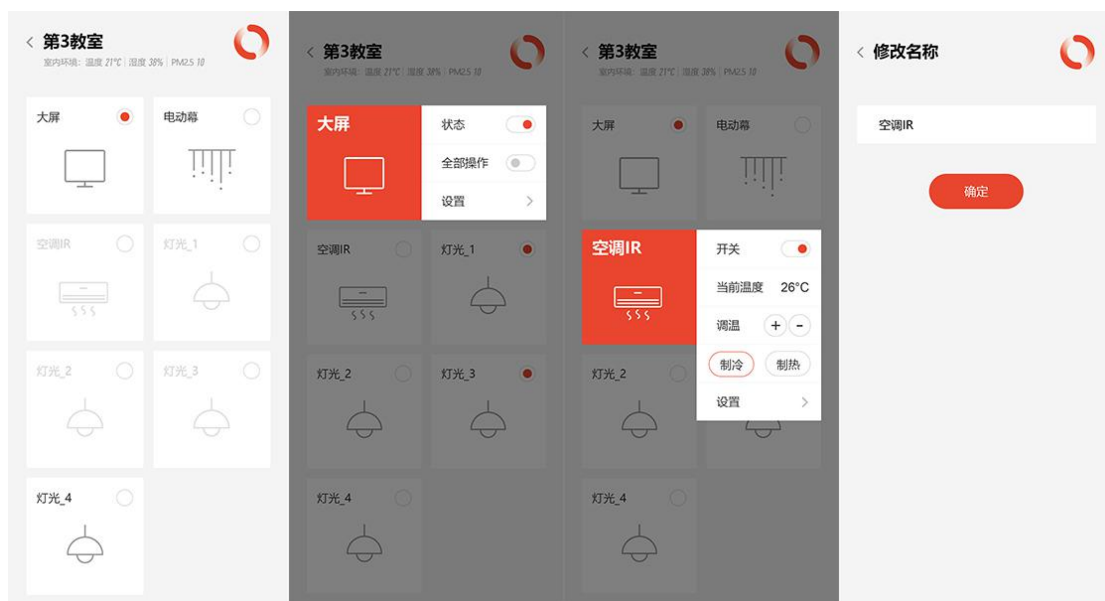 第3教室
室内环境：温度 21℃ | 湿度 38% | PM2.5 10
大屏
电动幕
空调IR
灯光_1
灯光_2
灯光_3
灯光_4
第3教室
室内环境：温度 21℃ | 湿度 38% | PM2.5 10
大屏
状态
全部操作
设置
空调IR
灯光_1
灯光_2
灯光_3
灯光_4
第3教室
室内环境：温度 21℃ | 湿度 38% | PM2.5 10
大屏
电动幕
空调IR
开关
当前温度 26°C
调温 + -
制冷 制热
设置
灯光_2
灯光_4
修改名称
空调IR
确定